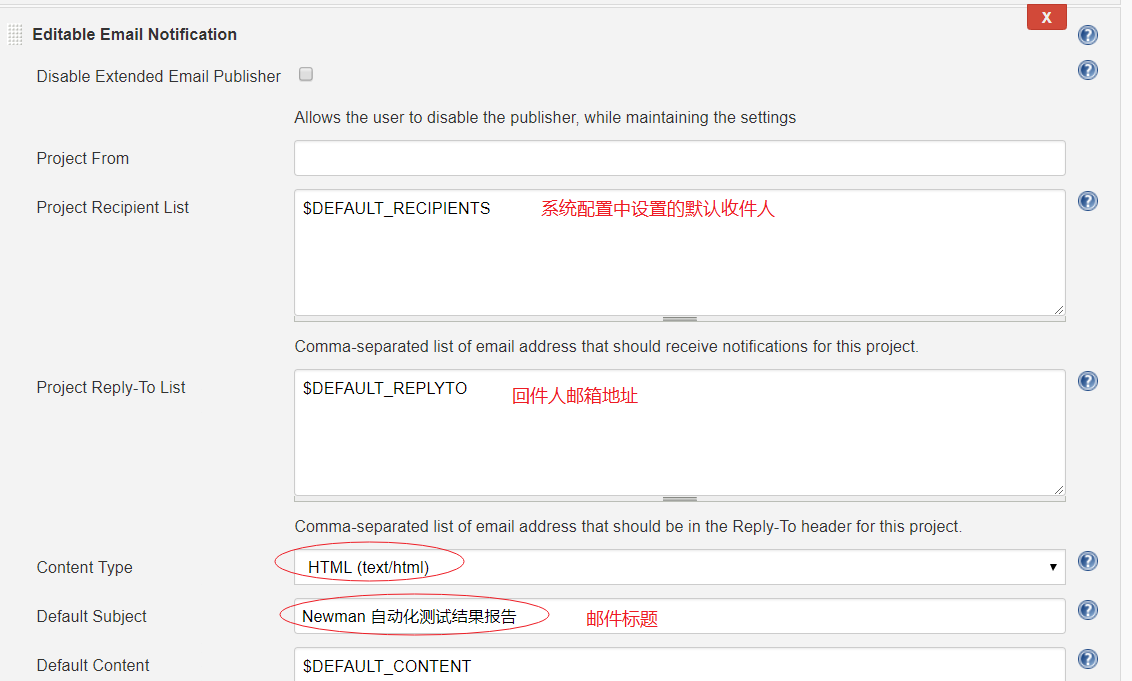 X
Editable Email Notification
Disable Extended Email Publisher
Allows the user to disable the publisher, while maintaining the settings
Project From
Project Recipient List
$DEFAULT_RECIPIENTS 系统配置中设置的默认收件人
Comma-separated list of email address that should receive notifications for this project.
Project Reply-To List
$DEFAULT_REPLYTO 回件人邮箱地址
Comma-separated list of email address that should be in the Reply-To header for this project.
Content Type
HTML (text/html)
Default Subject
Newman 自动化测试结果报告 邮件标题
Default Content
$DEFAULT_CONTENT